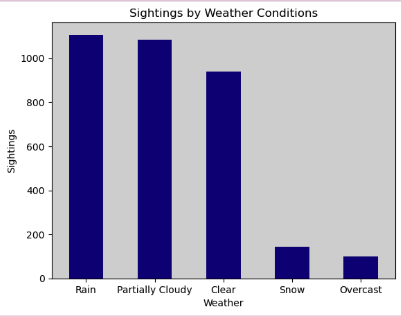 Sightings by Weather Conditions
1000
800
600
400
200
0
Sightings
Rain Partially Cloudy Clear Snow Overcast
Weather